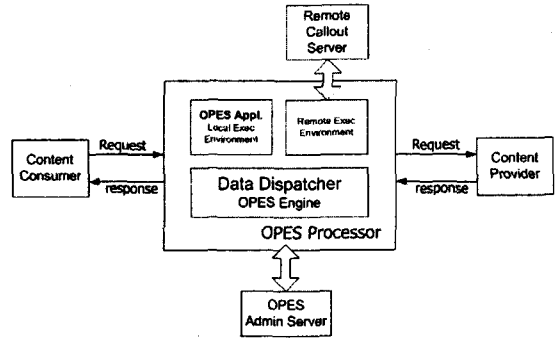 Remote
Callout
Server
OPES Appl.
Local Exec
Environment
Remote Exec
Environment
Request
Request
Content
Consumer
Content
Provider
response
response
Data Dispatcher
OPES Engine
OPES Processor
OPES
Admin Server